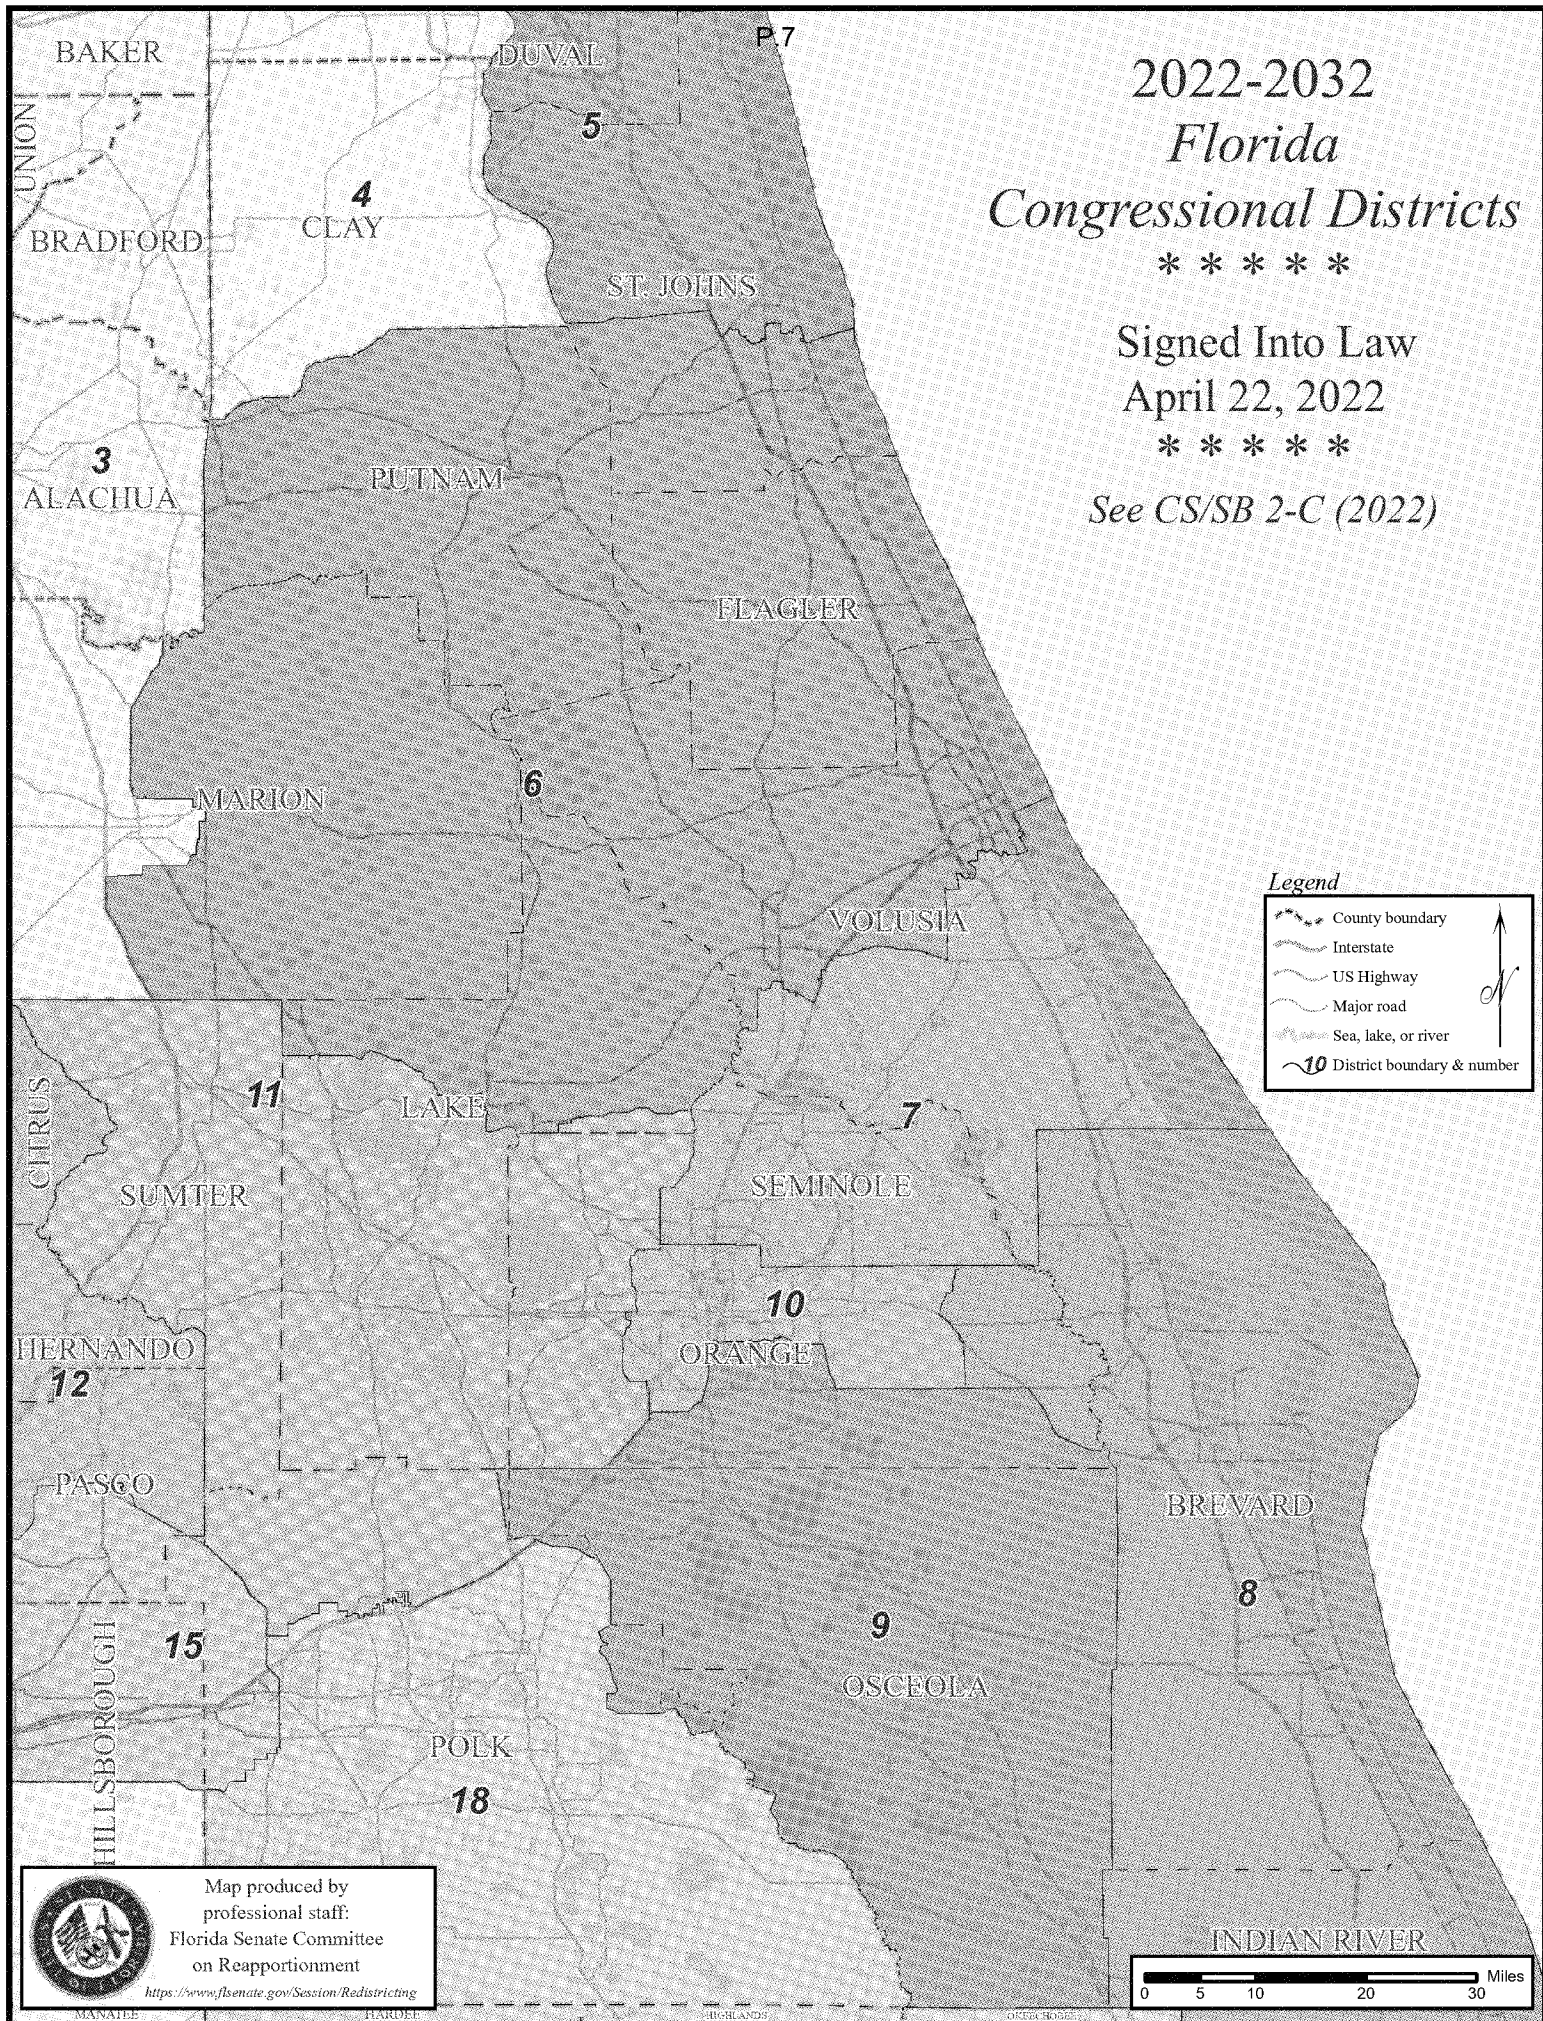 P.7
2022-2032
Florida
Congressional Districts
* * * * *
Signed Into Law
April 22, 2022
* * * * *
See CS/SB 2-C (2022)
BAKER
DUVAL
UNION
5
4
CLAY
BRADFORD
ST. JOHNS
3
ALACHUA
PUTNAM
FLAGLER
6
MARION
VOLUSIA
Legend
County boundary
Interstate
US Highway
Major road
Sea, lake, or river
10 District boundary & number
N
CITRUS
11
LAKE
7
SUMTER
SEMINOLE
10
HERNANDO
ORANGE
12
PASCO
BREVARD
8
9
15
HILLSBOROUGH
OSCEOLA
POLK
18
INDIAN RIVER
Map produced by
professional staff:
Florida Senate Committee
on Reapportionment
https://www.flsenate.gov/Session/Redistricting
Miles
0 5 10 20 30
MANATEE
HARDEE
HIGHLANDS
OKEECHOBEE